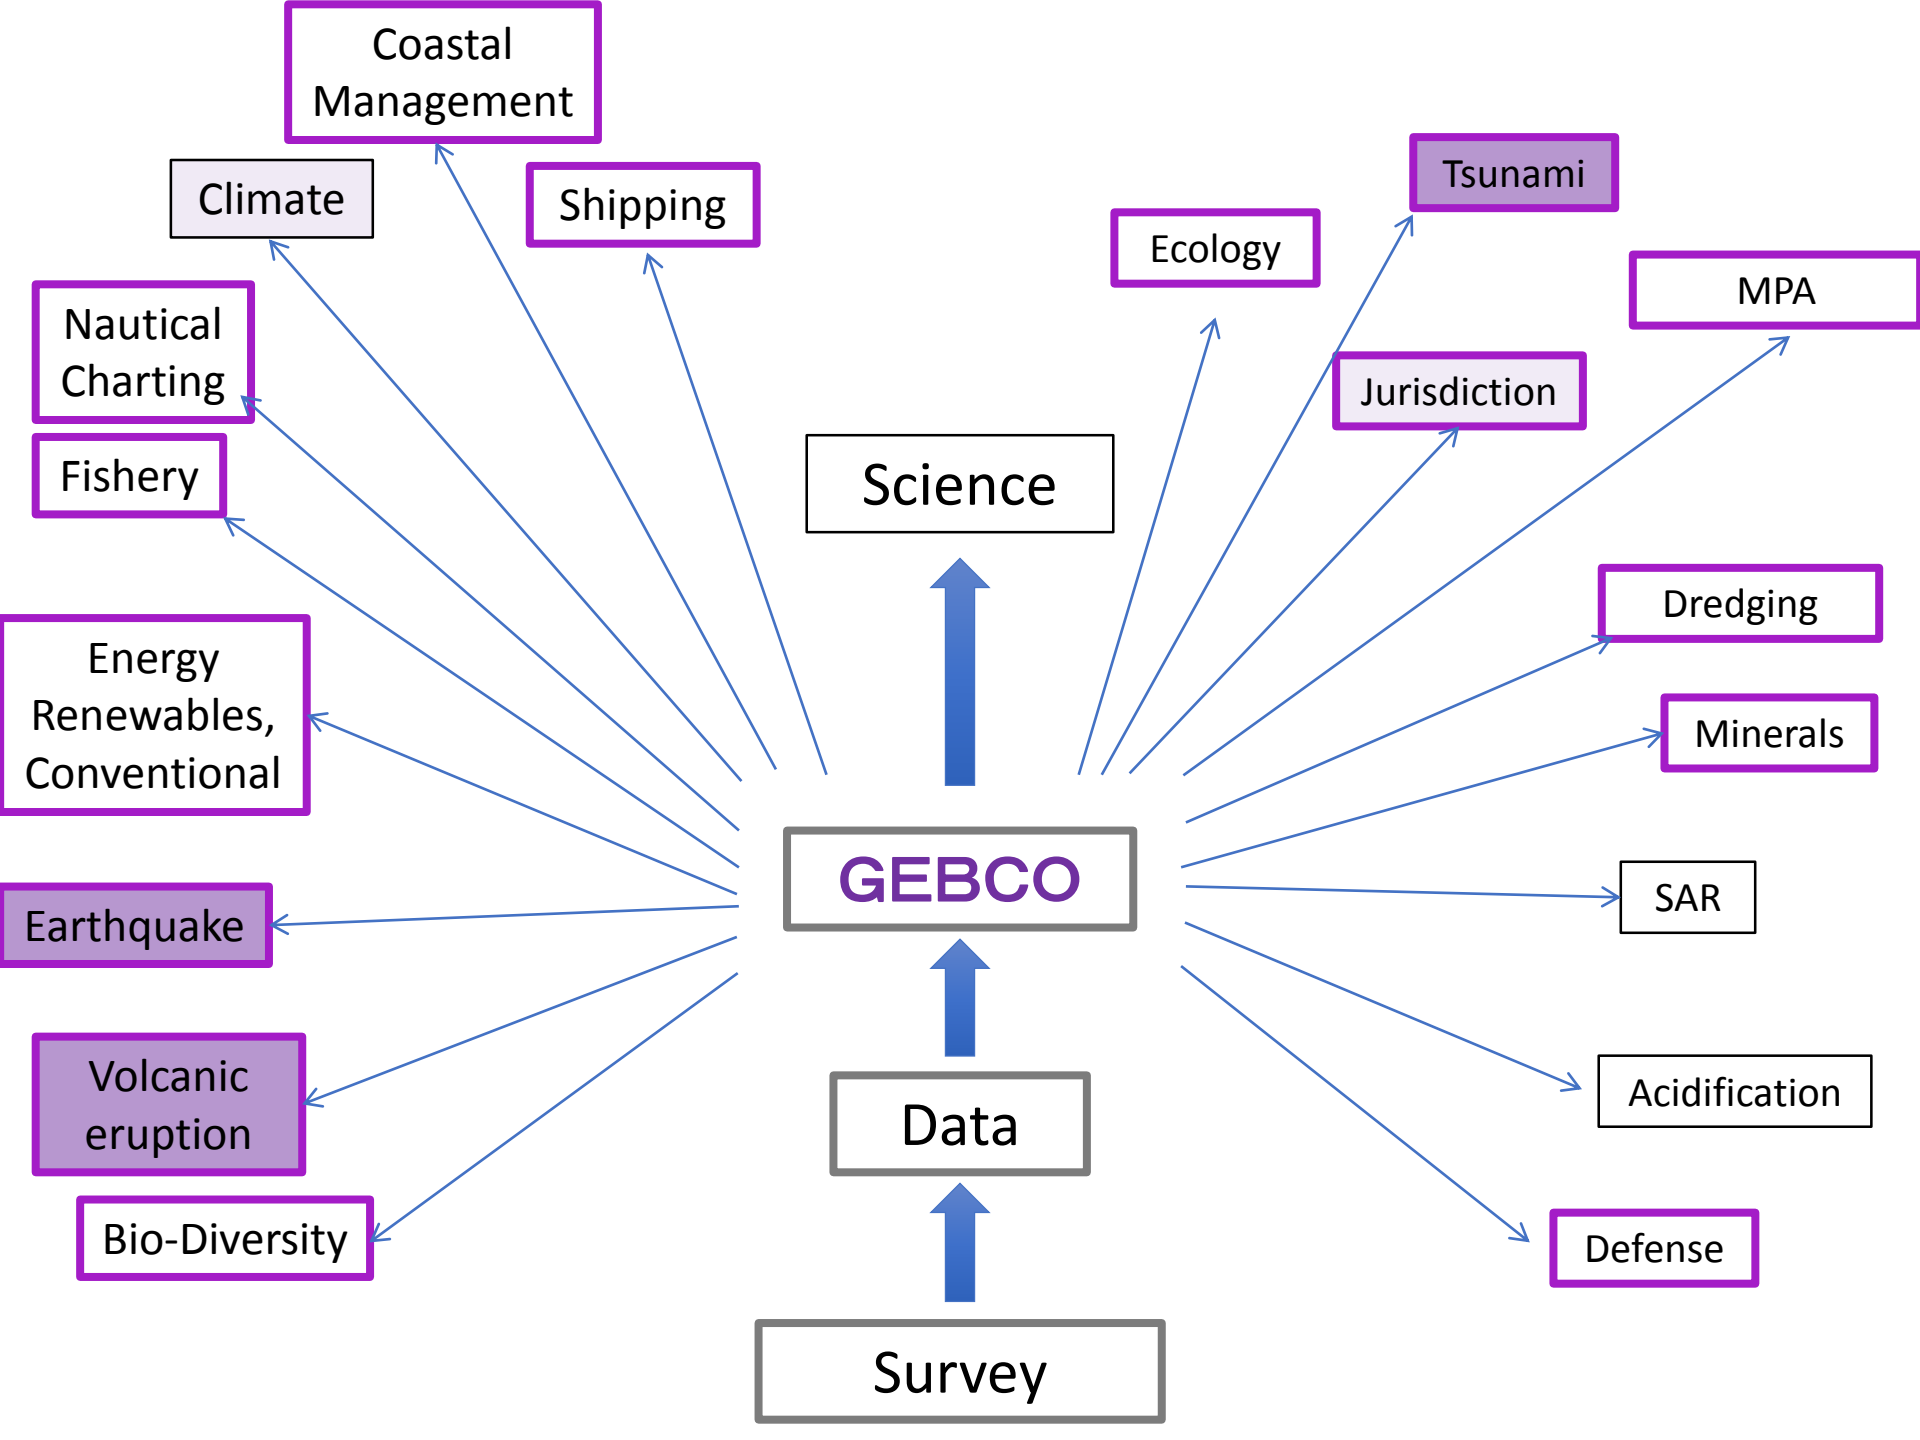 Coastal
Management
Climate
Shipping
Nautical
Charting
Fishery
Energy
Renewables,
Conventional
Earthquake
Volcanic
eruption
Bio-Diversity
Science
GEBCO
Data
Survey
Tsunami
Ecology
MPA
Jurisdiction
Dredging
Minerals
SAR
Acidification
Defense